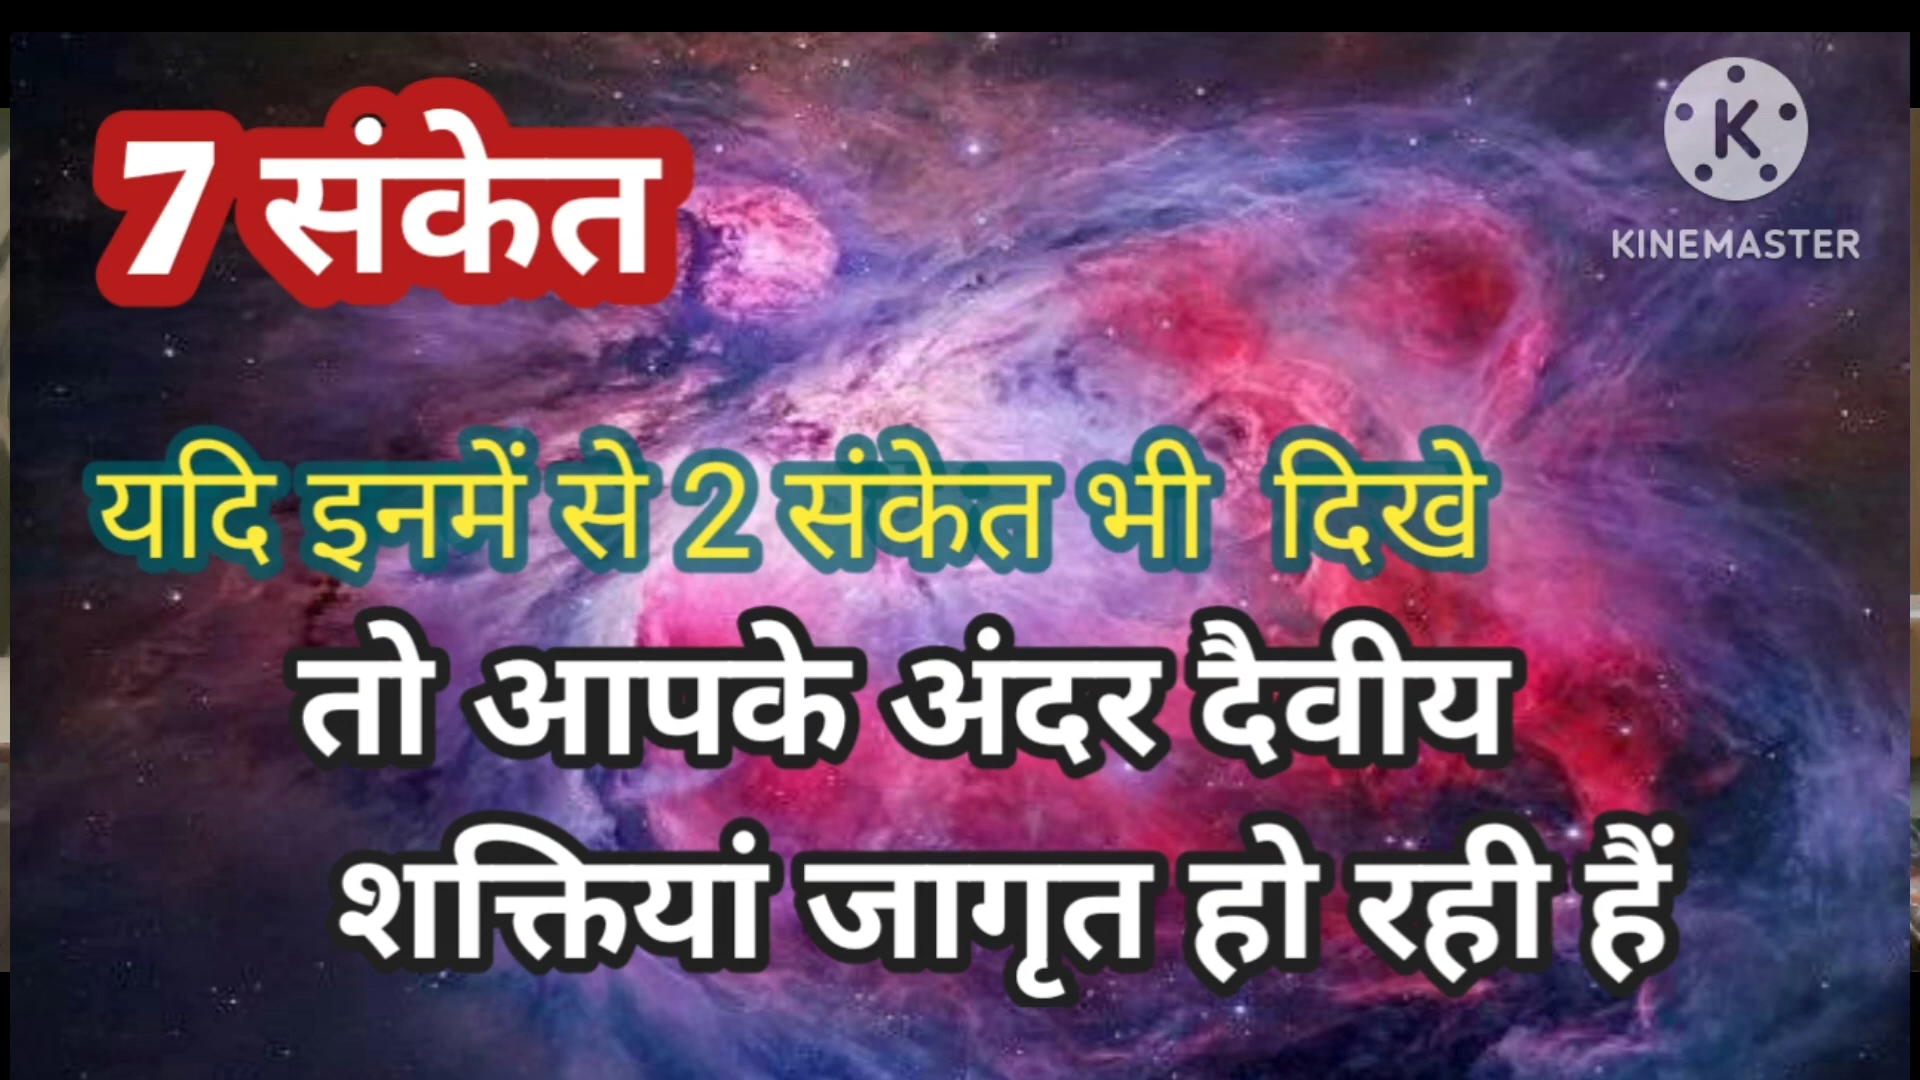 7 संकेत
KINEMASTER
यदि इनमें से 2 संकेत भी दिखे
तो आपके अंदर दैवीय
शक्तियां जागृत हो रही हैं